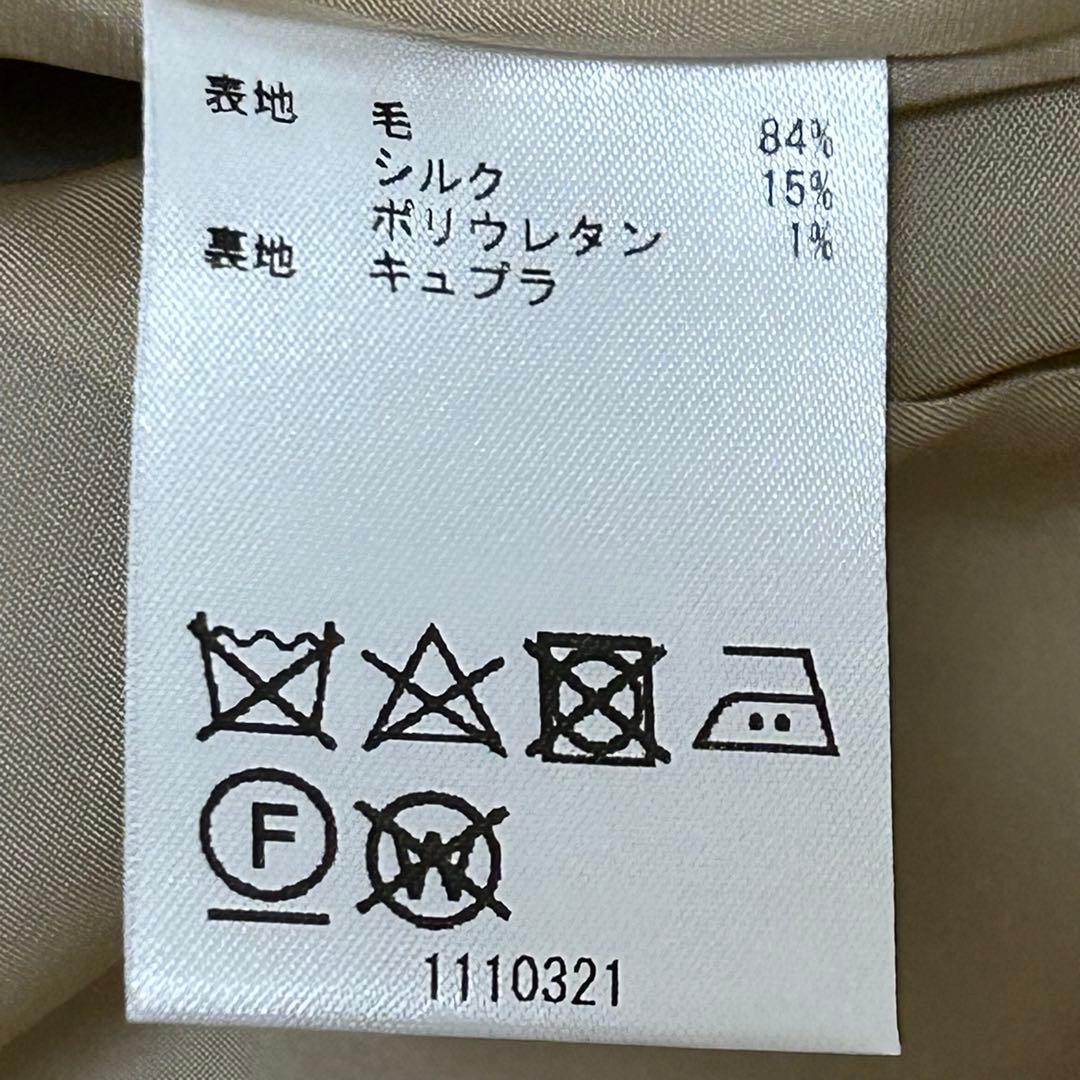 表地 毛 84%
シルク 15%
ポリウレタン 1%
裏地 キュプラ
F
W
1110321